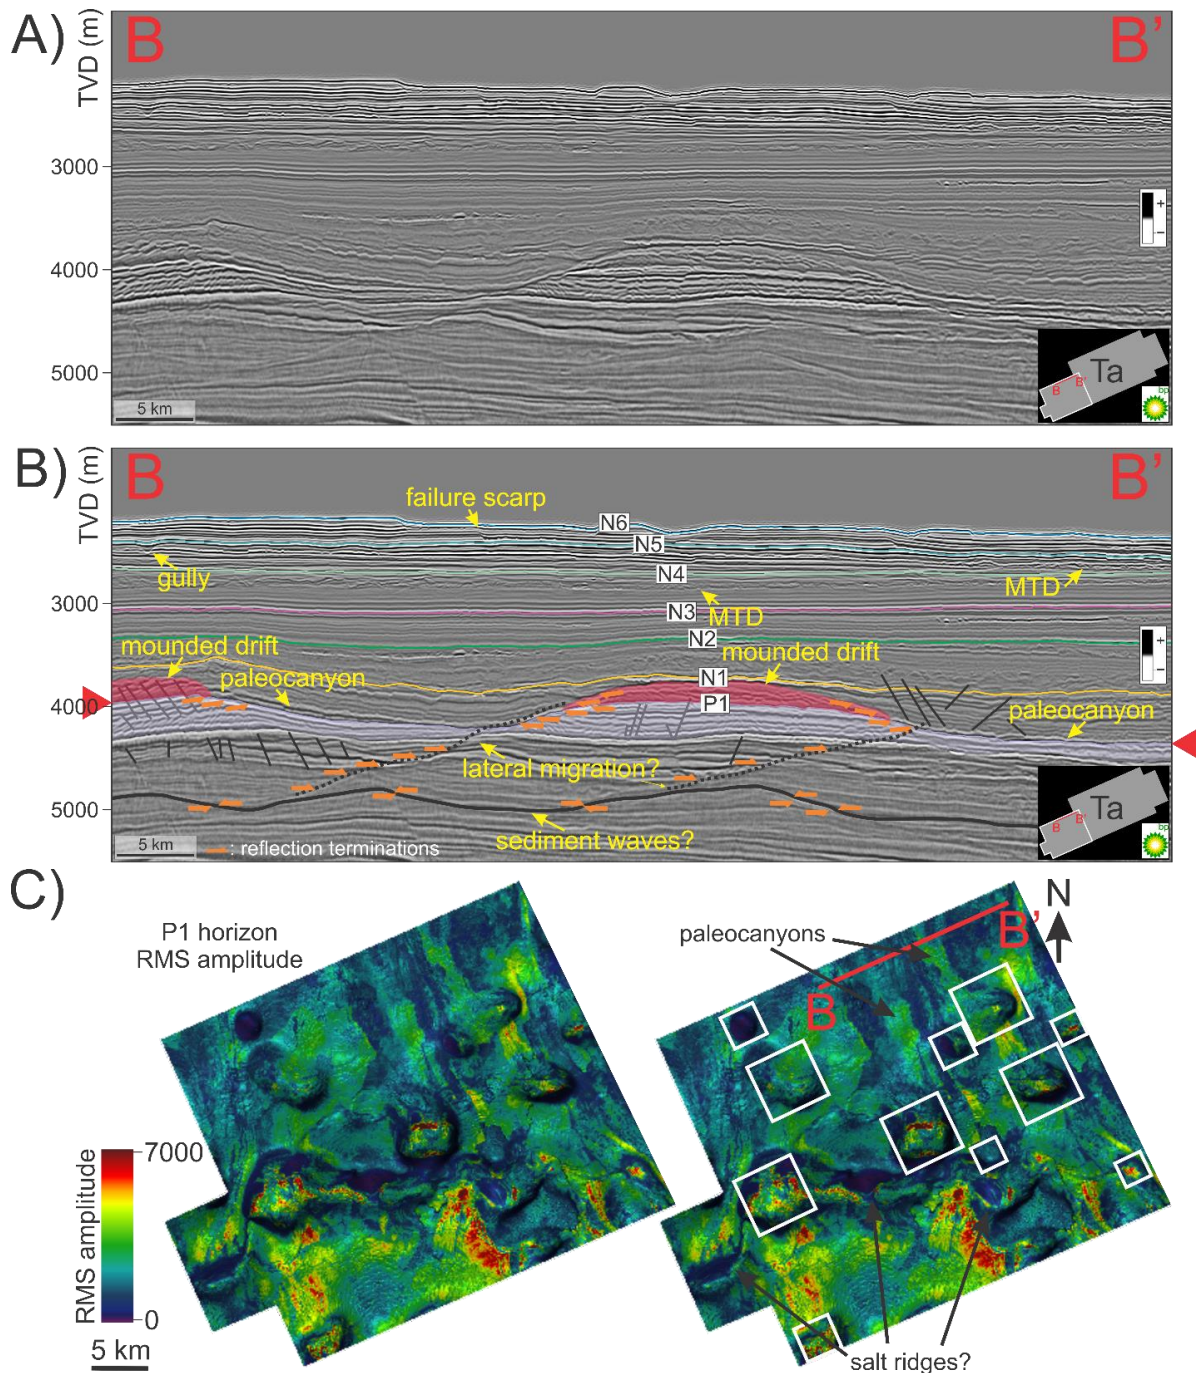 A)
B
B'
TVD (m)
3000
4000
5000
+
−
5 km
B
B'
Ta
bp
B)
B
B'
TVD (m)
failure scarp
N6
N5
gully
N4
MTD
MTD
3000
N3
N2
mounded drift
mounded drift
paleocanyon
N1
4000
P1
paleocanyon
+
−
lateral migration?
5000
sediment waves?
5 km
: reflection terminations
B
B'
Ta
bp
C)
P1 horizon
RMS amplitude
paleocanyons
B
B'
N
RMS amplitude
7000
0
5 km
salt ridges?